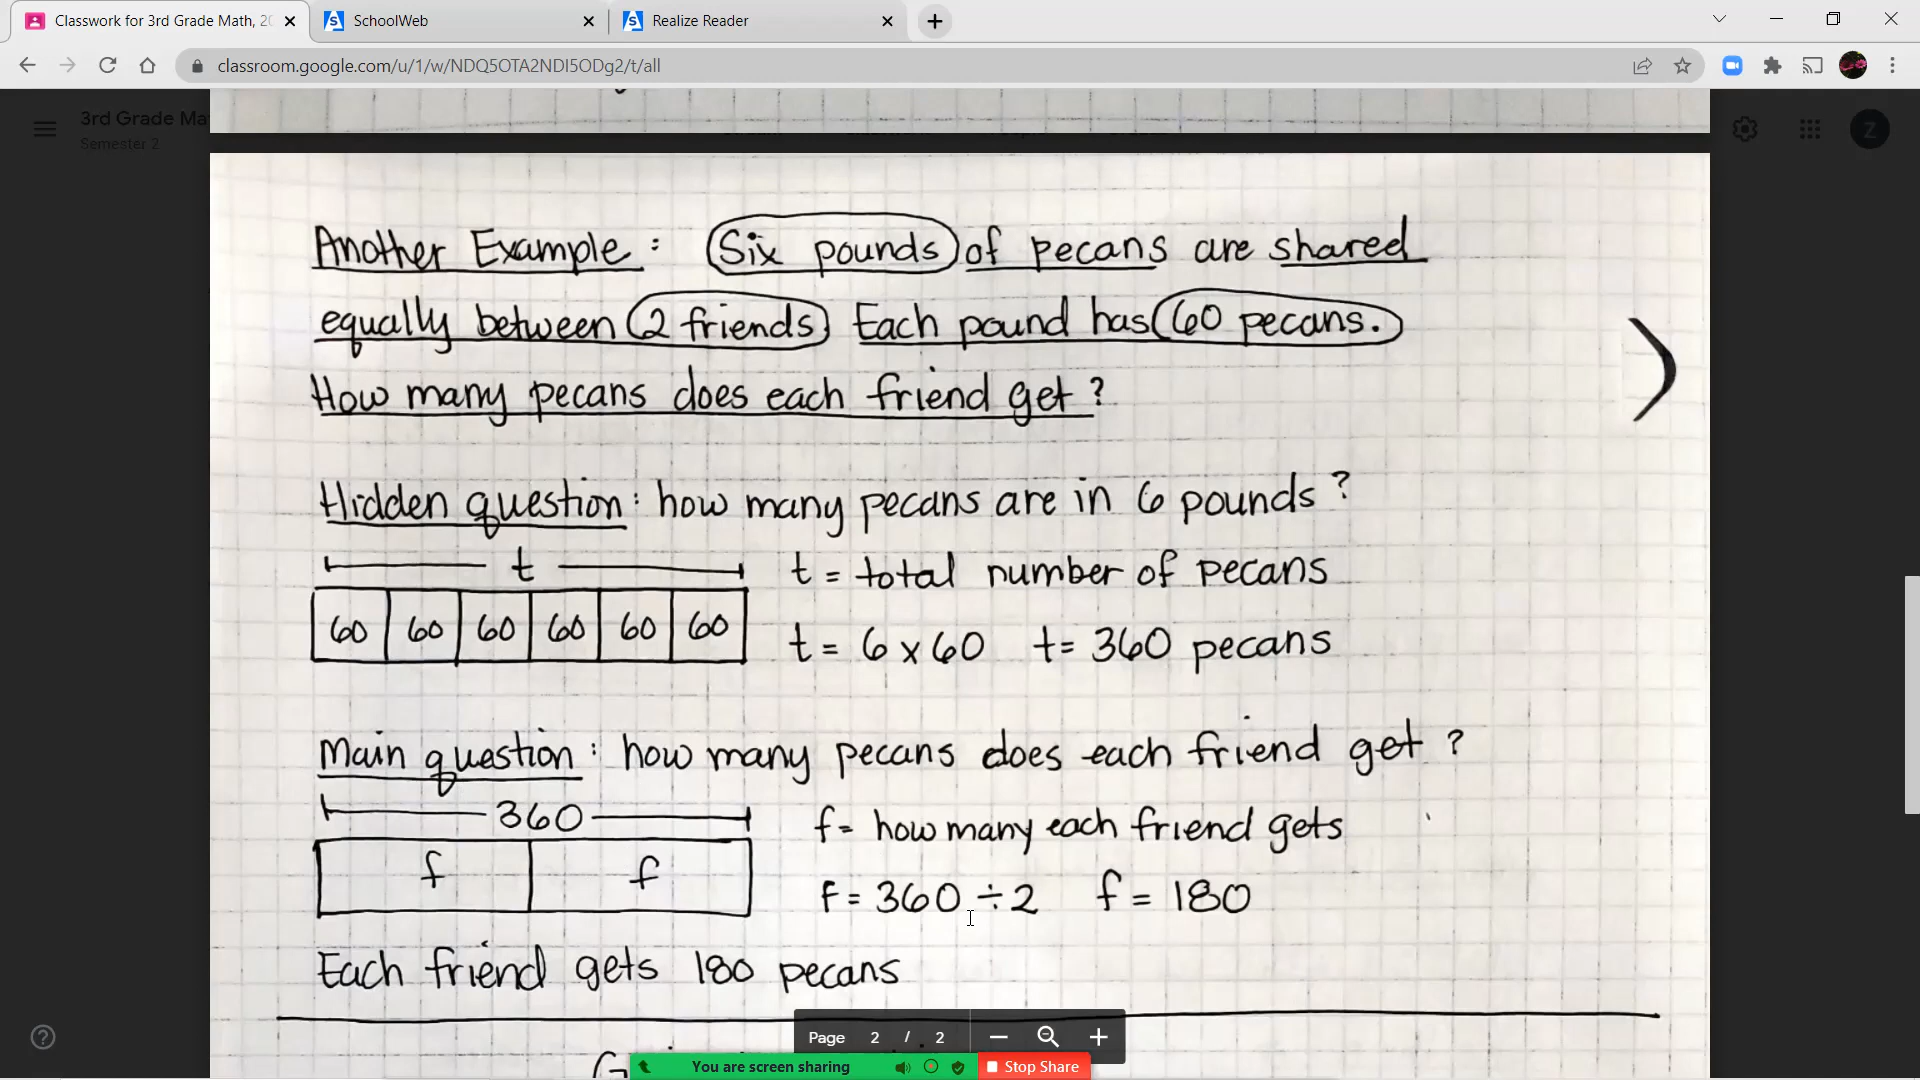 Classwork for 3rd Grade Math, 20
SchoolWeb
Realize Reader
classroom.google.com/u/1/w/NDQ5OTA2NDI5ODg2/t/all
3rd Grade Ma
Semester 2
Z
Another Example: Six pounds of pecans are shared
equally between 2 friends Each pound has 60 pecans.
How many pecans does each friend get?
Hidden question: how many pecans are in 6 pounds?
t
t = total number of pecans
60 60 60 60 60 60
t = 6 x 60 t = 360 pecans
Main question: how many pecans does each friend get?
360
f = how many each friend gets
f f
f = 360 ÷ 2 f = 180
Each friend gets 180 pecans
Page 2 / 2
You are screen sharing Stop Share